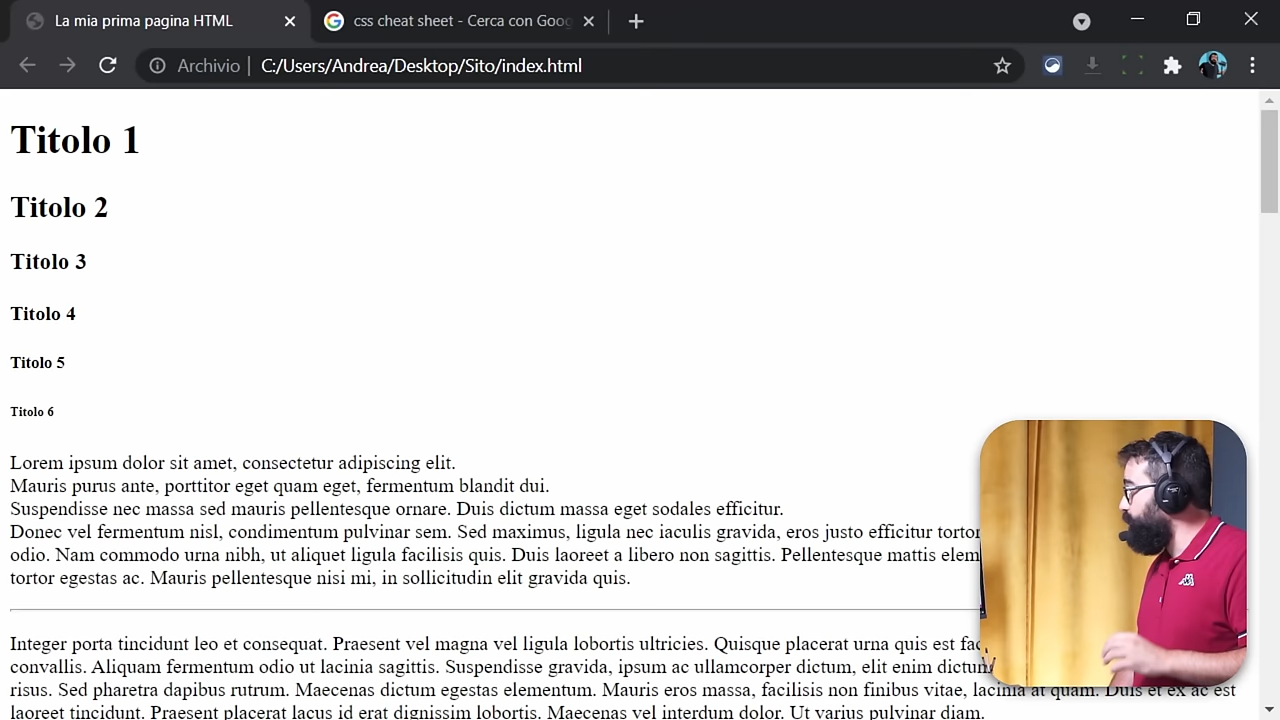 La mia prima pagina HTML
css cheat sheet - Cerca con Goog
Archivio | C:/Users/Andrea/Desktop/Sito/index.html
Titolo 1
Titolo 2
Titolo 3
Titolo 4
Titolo 5
Titolo 6
Lorem ipsum dolor sit amet, consectetur adipiscing elit.
Mauris purus ante, porttitor eget quam eget, fermentum blandit dui.
Suspendisse nec massa sed mauris pellentesque ornare. Duis dictum massa eget sodales efficitur.
Donec vel fermentum nisl, condimentum pulvinar sem. Sed maximus, ligula nec iaculis gravida, eros justo efficitur tortor
odio. Nam commodo urna nibh, ut aliquet ligula facilisis quis. Duis laoreet a libero non sagittis. Pellentesque mattis elem
tortor egestas ac. Mauris pellentesque nisi mi, in sollicitudin elit gravida quis.
Integer porta tincidunt leo et consequat. Praesent vel magna vel ligula lobortis ultricies. Quisque placerat urna quis est fac
convallis. Aliquam fermentum odio ut lacinia sagittis. Suspendisse gravida, ipsum ac ullamcorper dictum, elit enim dictum
risus. Sed pharetra dapibus rutrum. Maecenas dictum egestas elementum. Mauris eros massa, facilisis non finibus vitae, lacinia at quam. Duis et ex ac est
laoreet tincidunt. Praesent placerat lacus id erat dignissim lobortis. Maecenas vel interdum dolor. Ut varius pulvinar diam.